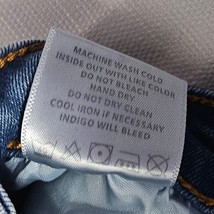 MACHINE WASH COLD
INSIDE OUT WITH LIKE COLOR
DO NOT BLEACH
HAND DRY
DO NOT DRY CLEAN
COOL IRON IF NECESSARY
INDIGO WILL BLEED